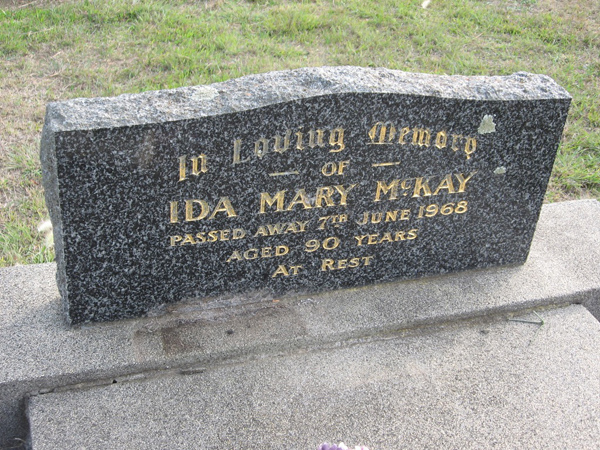 In Loving Memory
— OF —
IDA MARY McKAY
PASSED AWAY 7TH JUNE 1968
AGED 90 YEARS
AT REST